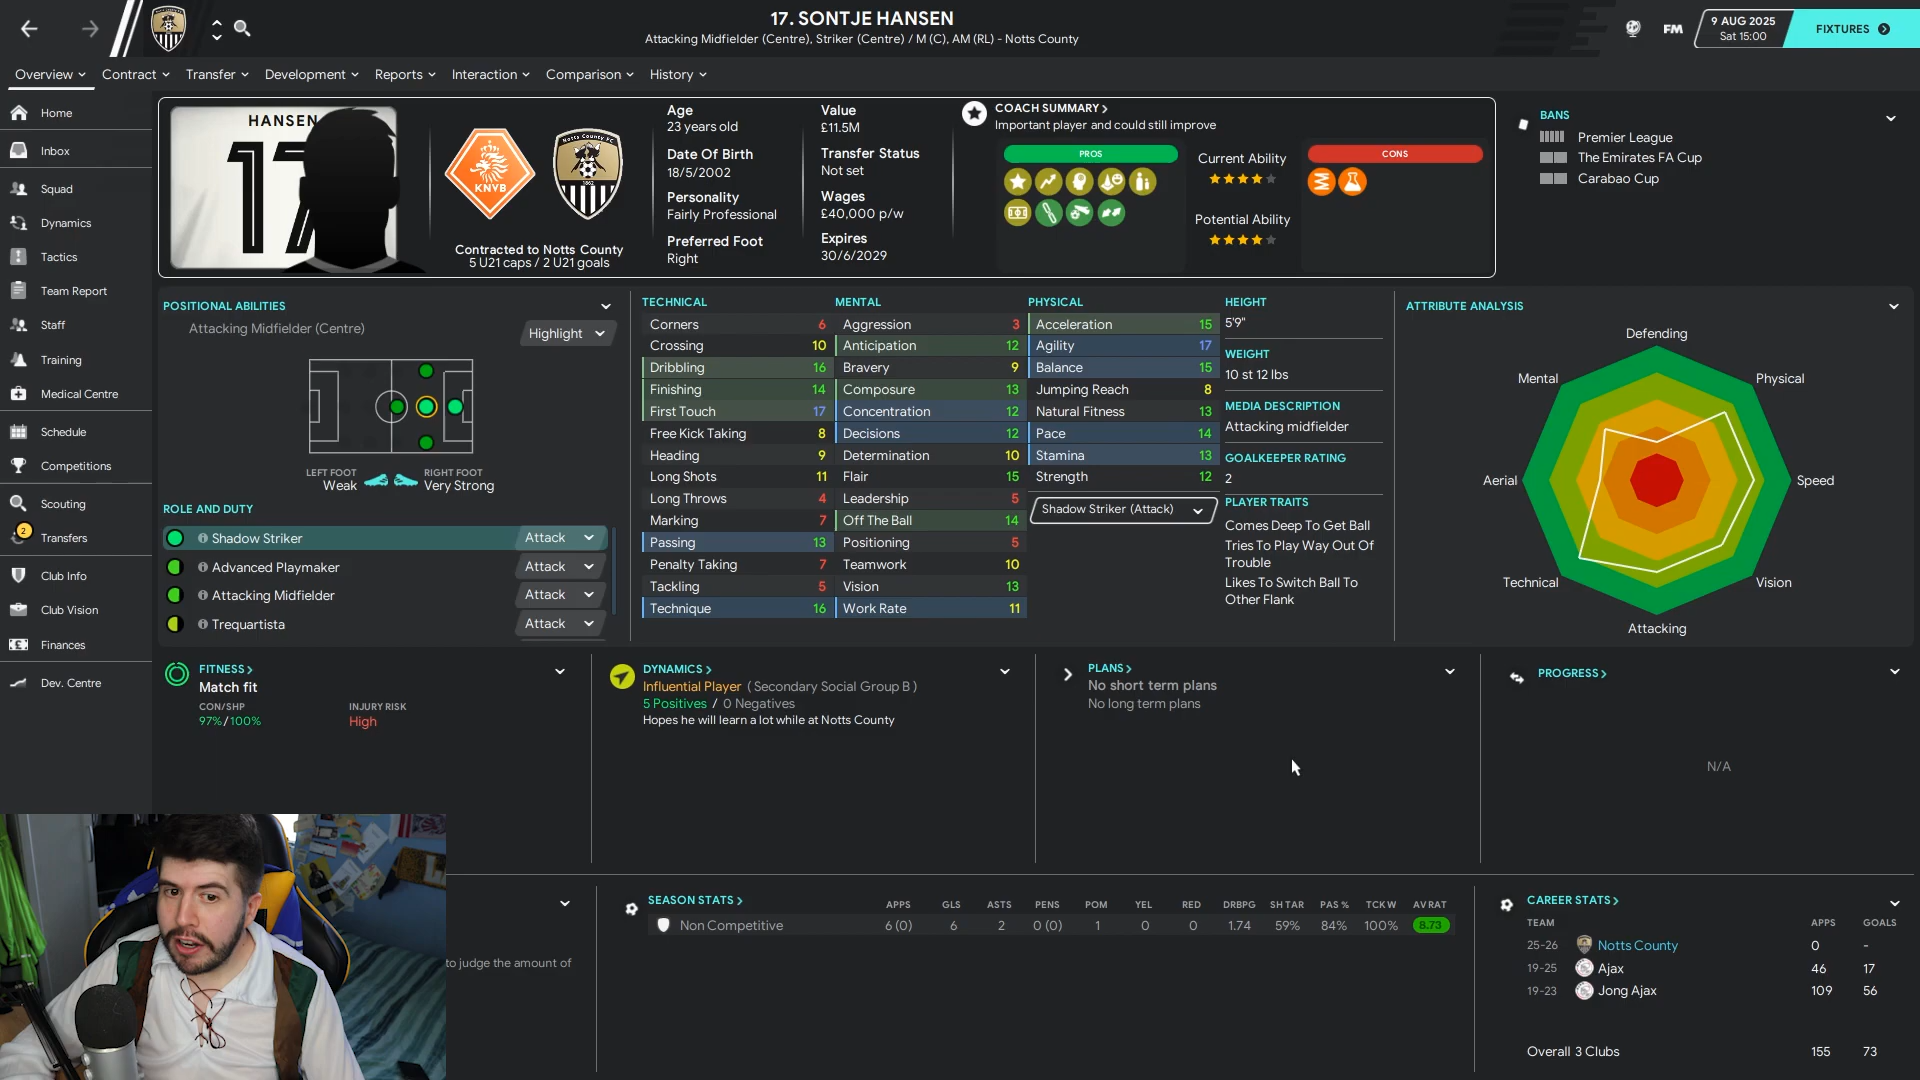 17. SONTJE HANSEN
Attacking Midfielder (Centre), Striker (Centre) / M (C), AM (RL) - Notts County
FM
9 AUG 2025
Sat 15:00
FIXTURES
Overview
Contract
Transfer
Development
Reports
Interaction
Comparison
History
Home
Inbox
Squad
Dynamics
Tactics
Team Report
Staff
Training
Medical Centre
Schedule
Competitions
Scouting
2
Transfers
Club Info
Club Vision
Finances
Dev. Centre
HANSEN
17
KNVB
Contracted to Notts County
5 U21 caps / 2 U21 goals
Age
23 years old
Date Of Birth
18/5/2002
Personality
Fairly Professional
Preferred Foot
Right
Value
£11.5M
Transfer Status
Not set
Wages
£40,000 p/w
Expires
30/6/2029
COACH SUMMARY
Important player and could still improve
PROS
Current Ability
Potential Ability
CONS
BANS
Premier League
The Emirates FA Cup
Carabao Cup
POSITIONAL ABILITIES
Attacking Midfielder (Centre)
Highlight
LEFT FOOT
Weak
RIGHT FOOT
Very Strong
ROLE AND DUTY
Shadow Striker Attack
Advanced Playmaker Attack
Attacking Midfielder Attack
Trequartista Attack
TECHNICAL
Corners 6
Crossing 10
Dribbling 16
Finishing 14
First Touch 17
Free Kick Taking 8
Heading 9
Long Shots 11
Long Throws 4
Marking 7
Passing 13
Penalty Taking 7
Tackling 5
Technique 16
MENTAL
Aggression 3
Anticipation 12
Bravery 9
Composure 13
Concentration 12
Decisions 12
Determination 10
Flair 15
Leadership 5
Off The Ball 14
Positioning 5
Teamwork 10
Vision 13
Work Rate 11
PHYSICAL
Acceleration 15
Agility 17
Balance 15
Jumping Reach 8
Natural Fitness 13
Pace 14
Stamina 13
Strength 12
Shadow Striker (Attack)
HEIGHT
5'9"
WEIGHT
10 st 12 lbs
MEDIA DESCRIPTION
Attacking midfielder
GOALKEEPER RATING
2
PLAYER TRAITS
Comes Deep To Get Ball
Tries To Play Way Out Of
Trouble
Likes To Switch Ball To
Other Flank
ATTRIBUTE ANALYSIS
Defending
Mental
Physical
Aerial
Speed
Technical
Vision
Attacking
FITNESS
Match fit
CON/SHP
97%/100%
INJURY RISK
High
DYNAMICS
Influential Player ( Secondary Social Group B )
5 Positives / 0 Negatives
Hopes he will learn a lot while at Notts County
PLANS
No short term plans
No long term plans
PROGRESS
N/A
to judge the amount of
SEASON STATS APPS GLS ASTS PENS POM YEL RED DRBPG SH TAR PAS % TCK W AV RAT
Non Competitive 6 (0) 6 2 0 (0) 1 0 0 1.74 59% 84% 100% 8.73
CAREER STATS
TEAM APPS GOALS
25-26 Notts County 0 -
19-25 Ajax 46 17
19-23 Jong Ajax 109 56
Overall 3 Clubs 155 73